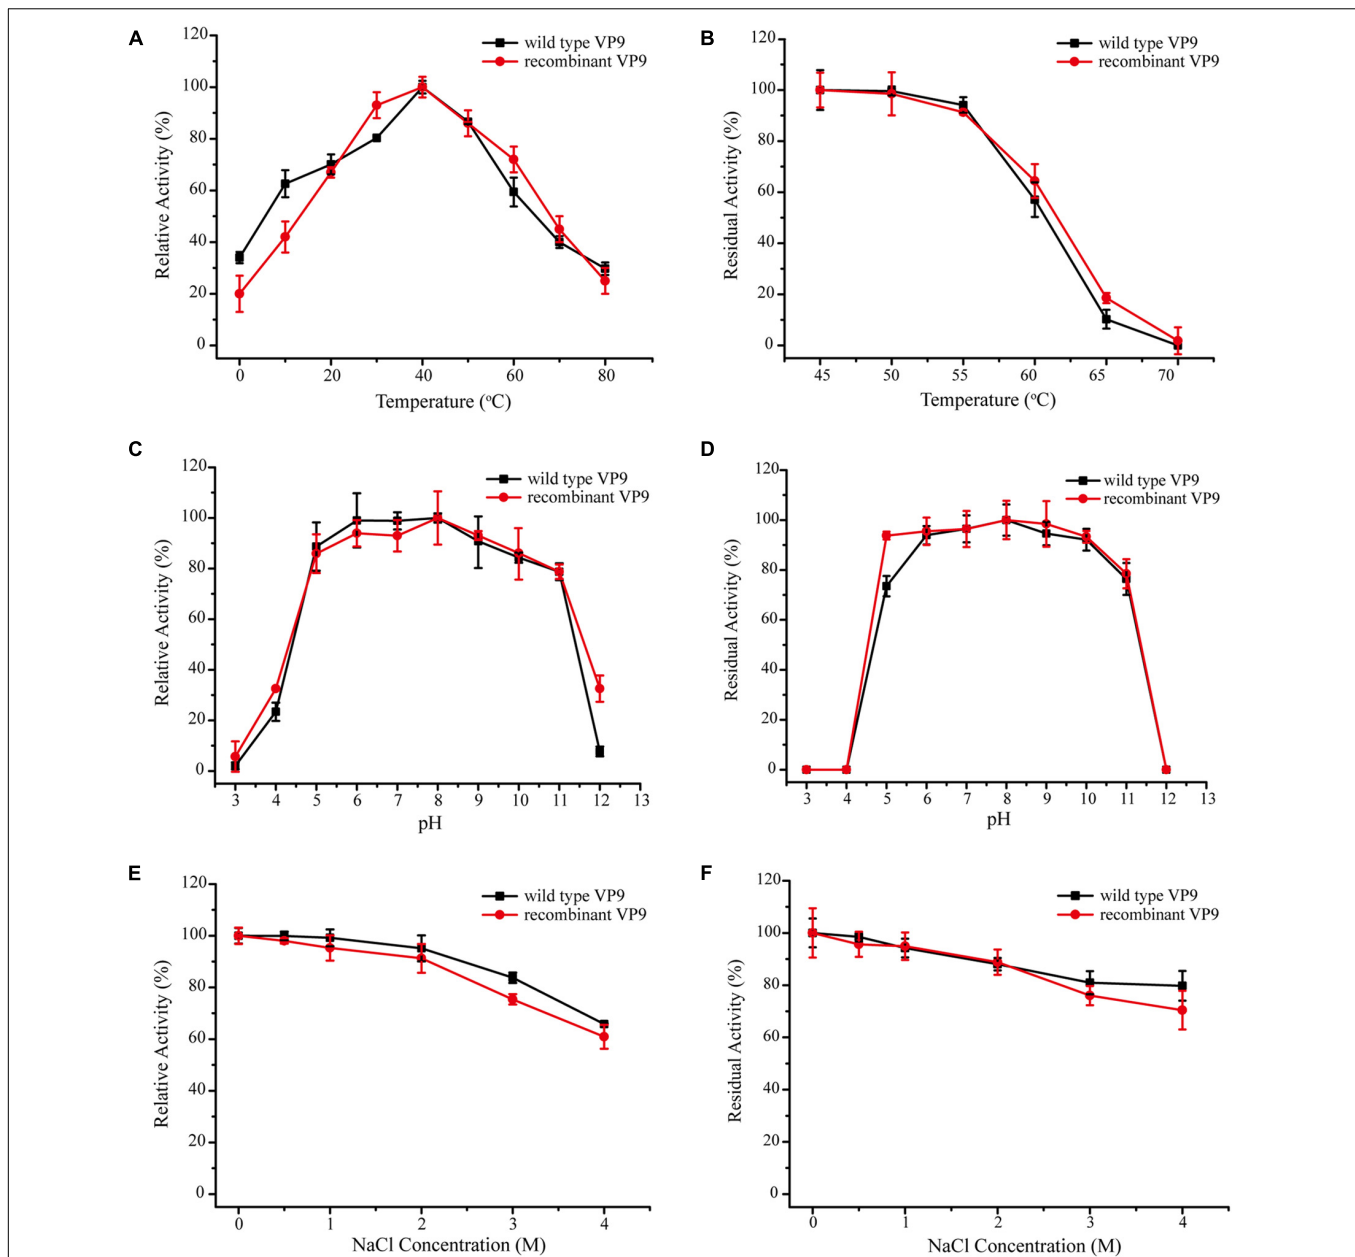 A
wild type VP9
recombinant VP9
120
100
80
60
40
20
0
Relative Activity (%)
0 20 40 60 80
Temperature (°C)
B
wild type VP9
recombinant VP9
120
100
80
60
40
20
0
Residual Activity (%)
45 50 55 60 65 70
Temperature (°C)
C
wild type VP9
recombinant VP9
120
100
80
60
40
20
0
Relative Activity (%)
3 4 5 6 7 8 9 10 11 12 13
pH
D
wild type VP9
recombinant VP9
120
100
80
60
40
20
0
Residual Activity (%)
3 4 5 6 7 8 9 10 11 12 13
pH
E
wild type VP9
recombinant VP9
120
100
80
60
40
20
0
Relative Activity (%)
0 1 2 3 4
NaCl Concentration (M)
F
wild type VP9
recombinant VP9
120
100
80
60
40
20
0
Residual Activity (%)
0 1 2 3 4
NaCl Concentration (M)